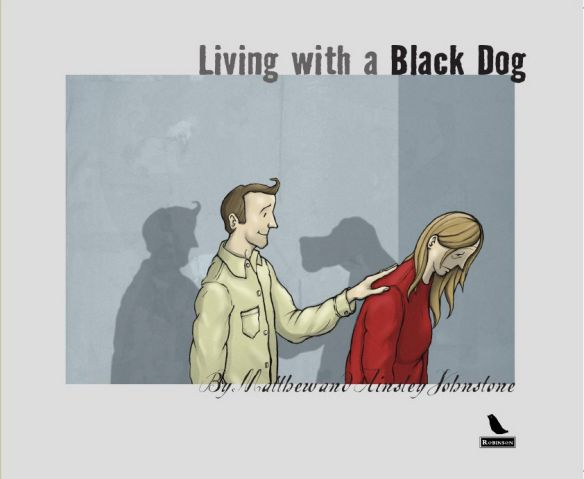 Living with a Black Dog
By Matthew and Ainsley Johnstone
ROBINSON